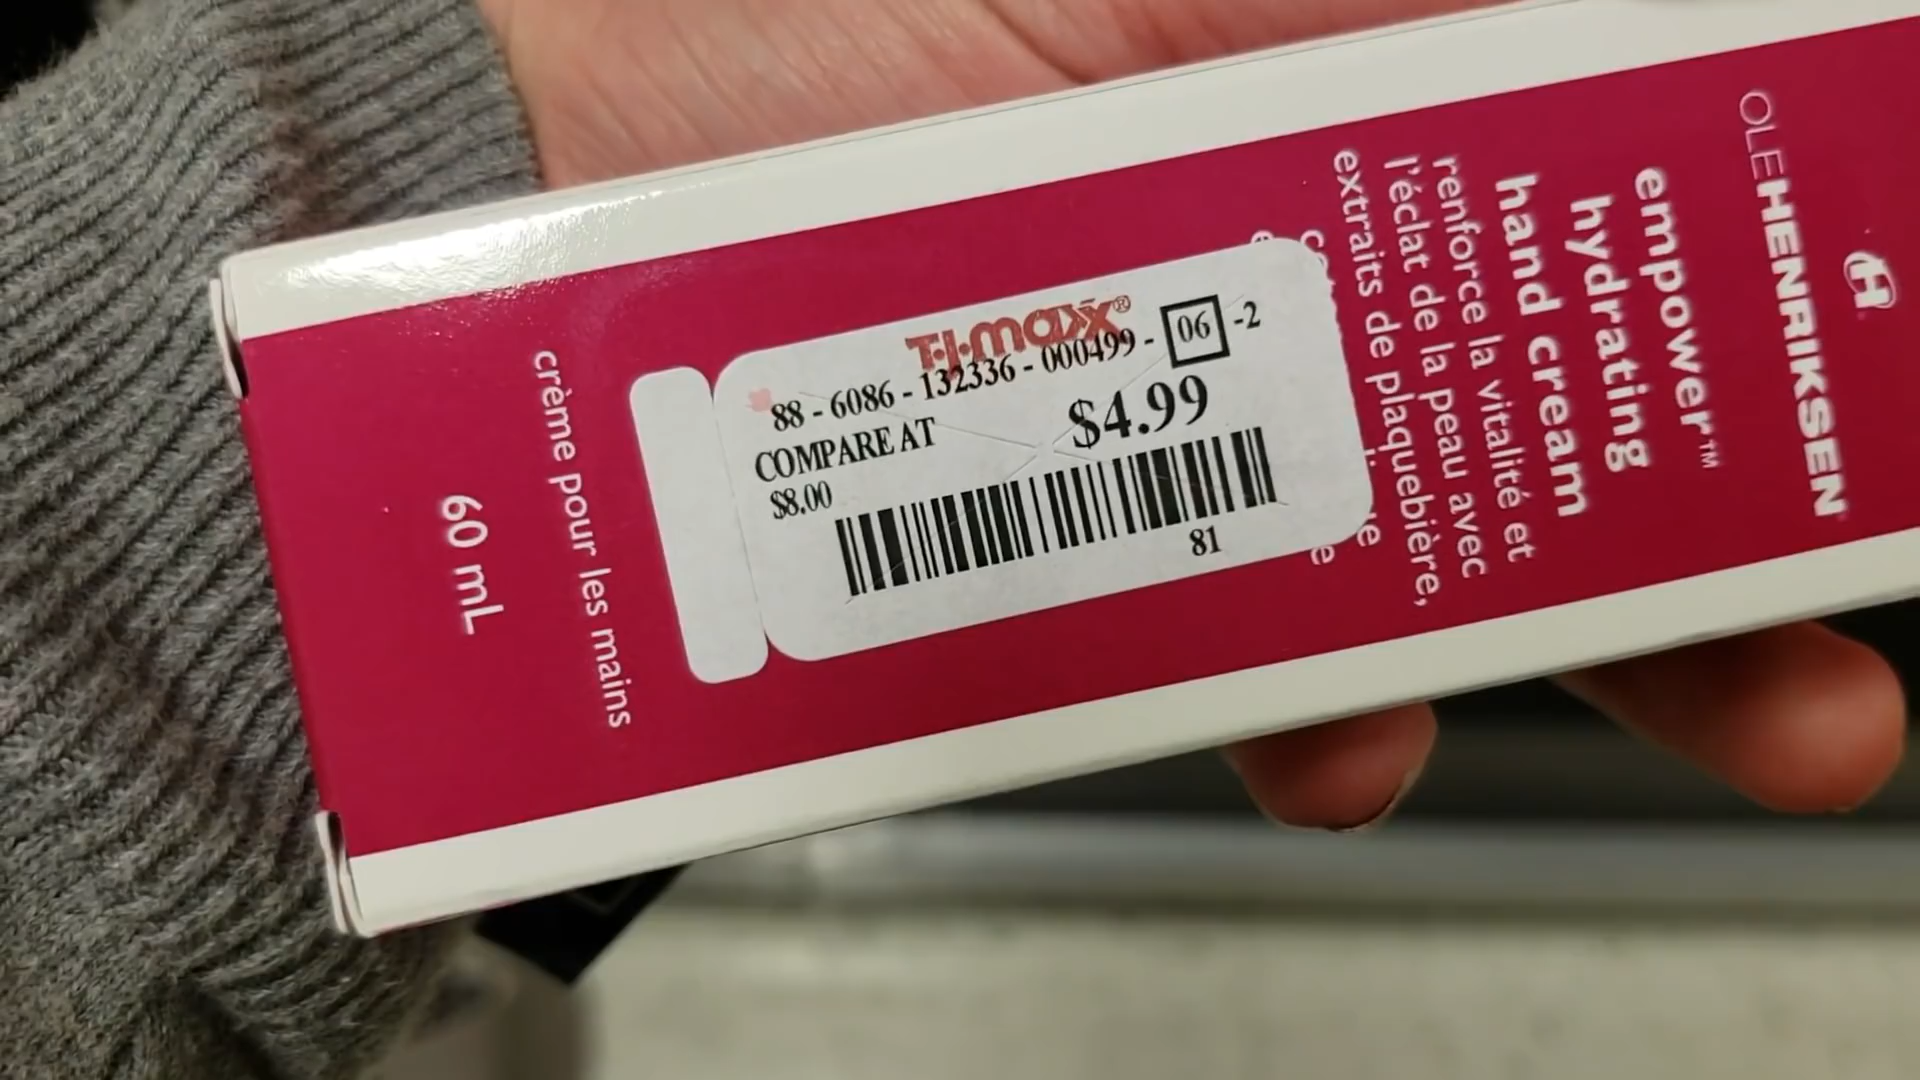 OLEHENRIKSEN
empower™
hydrating
hand cream
renforce la vitalité et
l'éclat de la peau avec
extraits de plaquebière,
T·J·maxx®
88 - 6086 - 132336 - 000499 - 06 -2
COMPARE AT $4.99
$8.00
81
crème pour les mains
60 mL